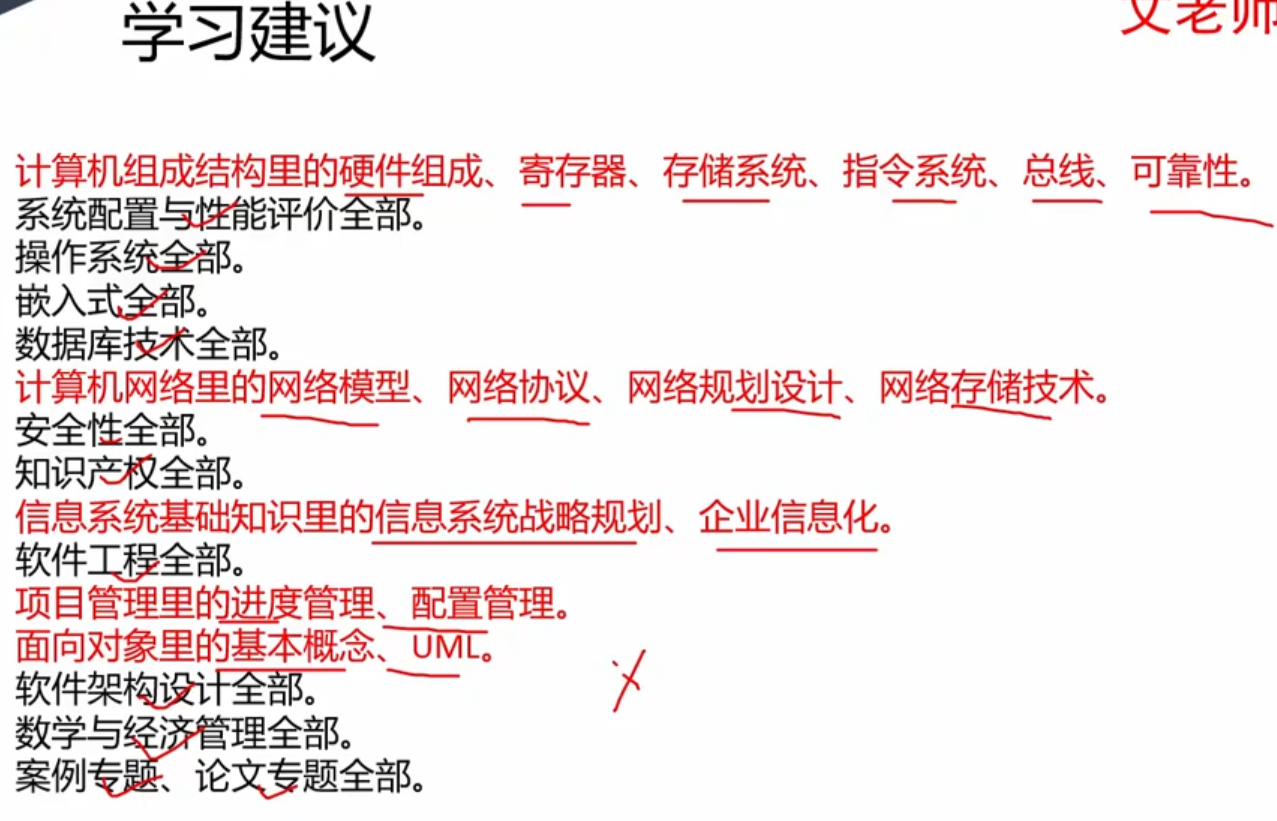 学习建议
文老师
计算机组成结构里的硬件组成、寄存器、存储系统、指令系统、总线、可靠性。
系统配置与性能评价全部。
操作系统全部。
嵌入式全部。
数据库技术全部。
计算机网络里的网络模型、网络协议、网络规划设计、网络存储技术。
安全性全部。
知识产权全部。
信息系统基础知识里的信息系统战略规划、企业信息化。
软件工程全部。
项目管理里的进度管理、配置管理。
面向对象里的基本概念、UML。
软件架构设计全部。
数学与经济管理全部。
案例专题、论文专题全部。